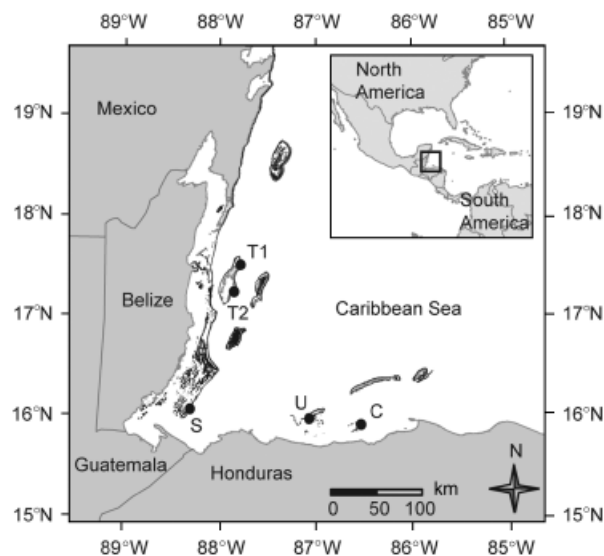 89°W 88°W 87°W 86°W 85°W
North
America
South
America
Mexico
19°N 19°N
18°N 18°N
T1
Belize
17°N 17°N
T2
Caribbean Sea
16°N 16°N
S
U
C
Guatemala
Honduras
N
km
0 50 100
15°N 15°N
89°W 88°W 87°W 86°W 85°W